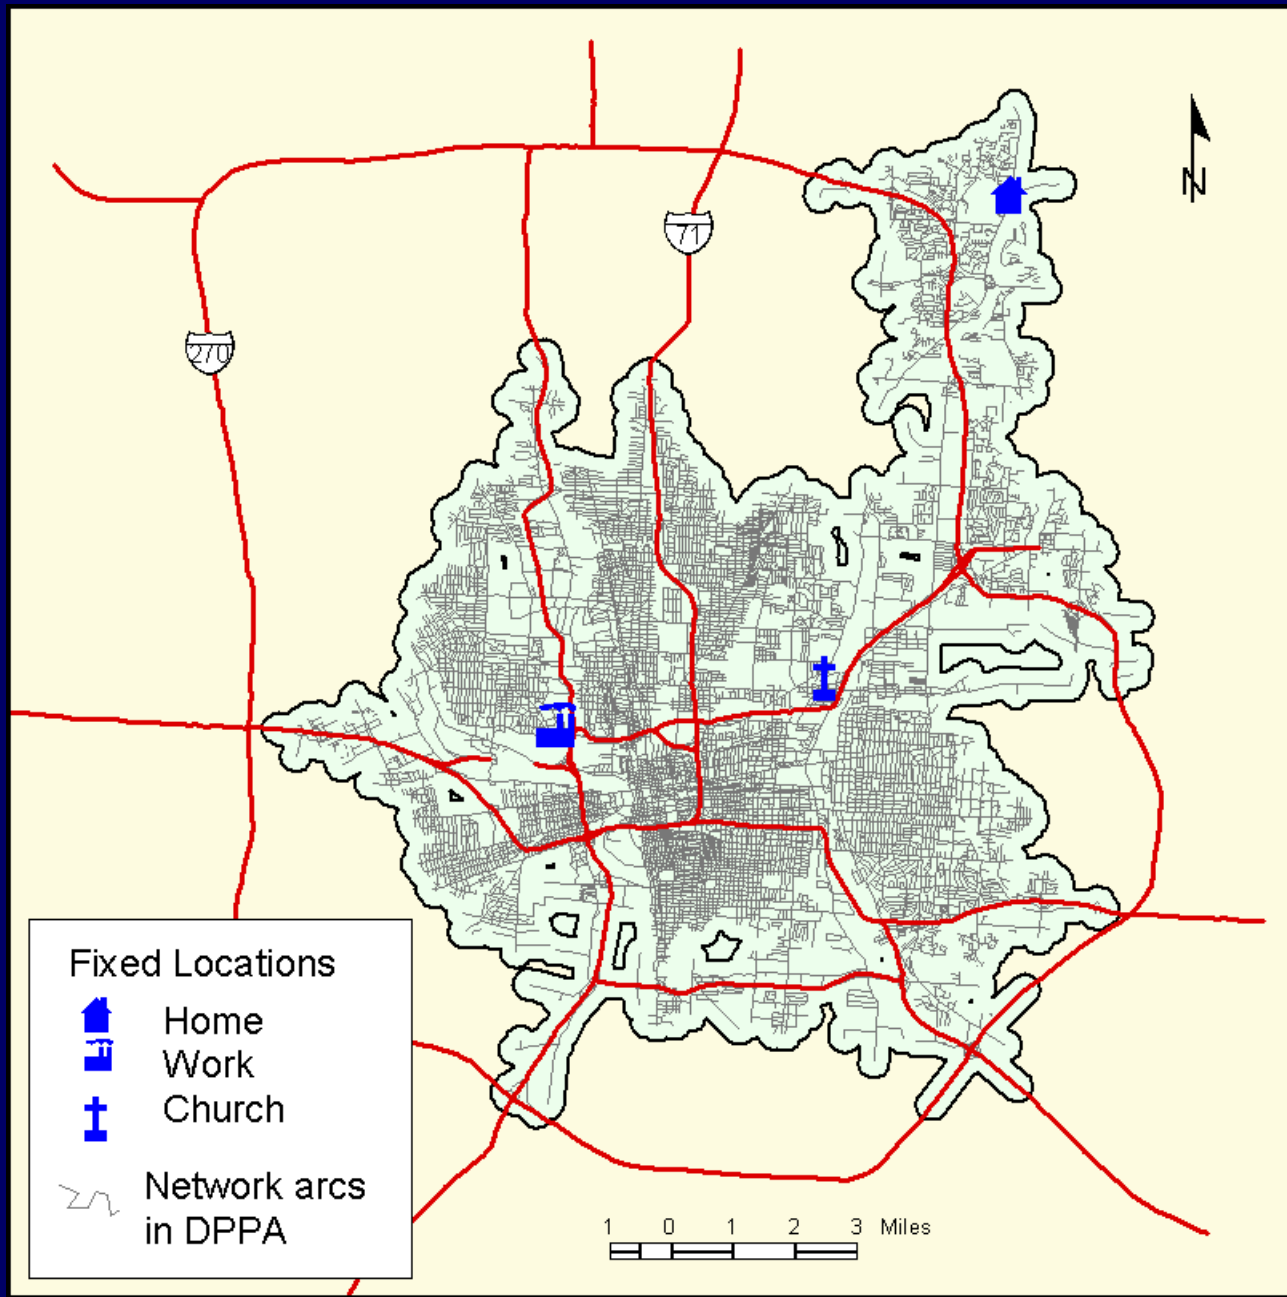 N
71
270
Fixed Locations
Home
Work
Church
Network arcs
in DPPA
1 0 1 2 3 Miles